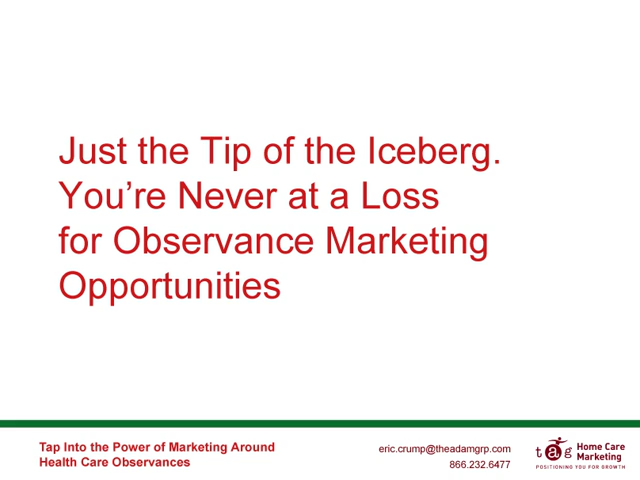 Just the Tip of the Iceberg.
You're Never at a Loss
for Observance Marketing
Opportunities
Tap Into the Power of Marketing Around
Health Care Observances
eric.crump@theadamgrp.com
866.232.6477
tag
Home Care
Marketing
POSITIONING YOU FOR GROWTH